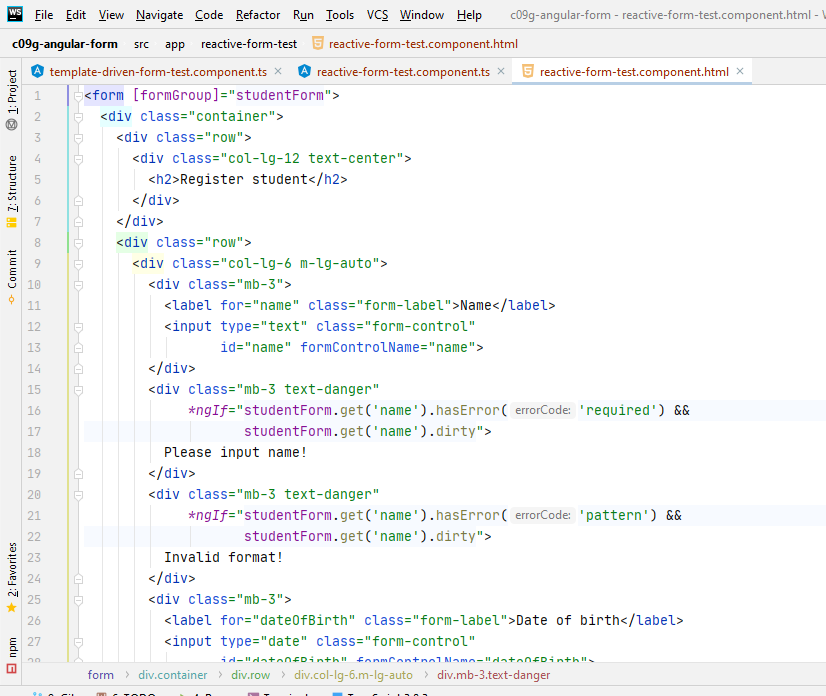 WS File Edit View Navigate Code Refactor Run Tools VCS Window Help c09g-angular-form - reactive-form-test.component.html - W
c09g-angular-form src app reactive-form-test reactive-form-test.component.html
template-driven-form-test.component.ts × reactive-form-test.component.ts × reactive-form-test.component.html ×
1: Project
7: Structure
Commit
2: Favorites
npm
1 <form [formGroup]="studentForm">
2 <div class="container">
3 <div class="row">
4 <div class="col-lg-12 text-center">
5 <h2>Register student</h2>
6 </div>
7 </div>
8 <div class="row">
9 <div class="col-lg-6 m-lg-auto">
10 <div class="mb-3">
11 <label for="name" class="form-label">Name</label>
12 <input type="text" class="form-control"
13 id="name" formControlName="name">
14 </div>
15 <div class="mb-3 text-danger"
16 *ngIf="studentForm.get('name').hasError( errorCode: 'required') &&
17 studentForm.get('name').dirty">
18 Please input name!
19 </div>
20 <div class="mb-3 text-danger"
21 *ngIf="studentForm.get('name').hasError( errorCode: 'pattern') &&
22 studentForm.get('name').dirty">
23 Invalid format!
24 </div>
25 <div class="mb-3">
26 <label for="dateOfBirth" class="form-label">Date of birth</label>
27 <input type="date" class="form-control"
28 id="dateOfBirth" formControlName="dateOfBirth">
form div.container div.row div.col-lg-6.m-lg-auto div.mb-3.text-danger